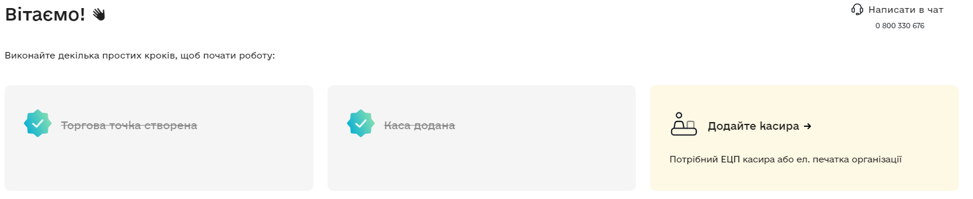 Вітаємо! 👋
Написати в чат
0 800 330 676
Виконайте декілька простих кроків, щоб почати роботу:
Торгова точка створена
Каса додана
Додайте касира →
Потрібний ЕЦП касира або ел. печатка організації